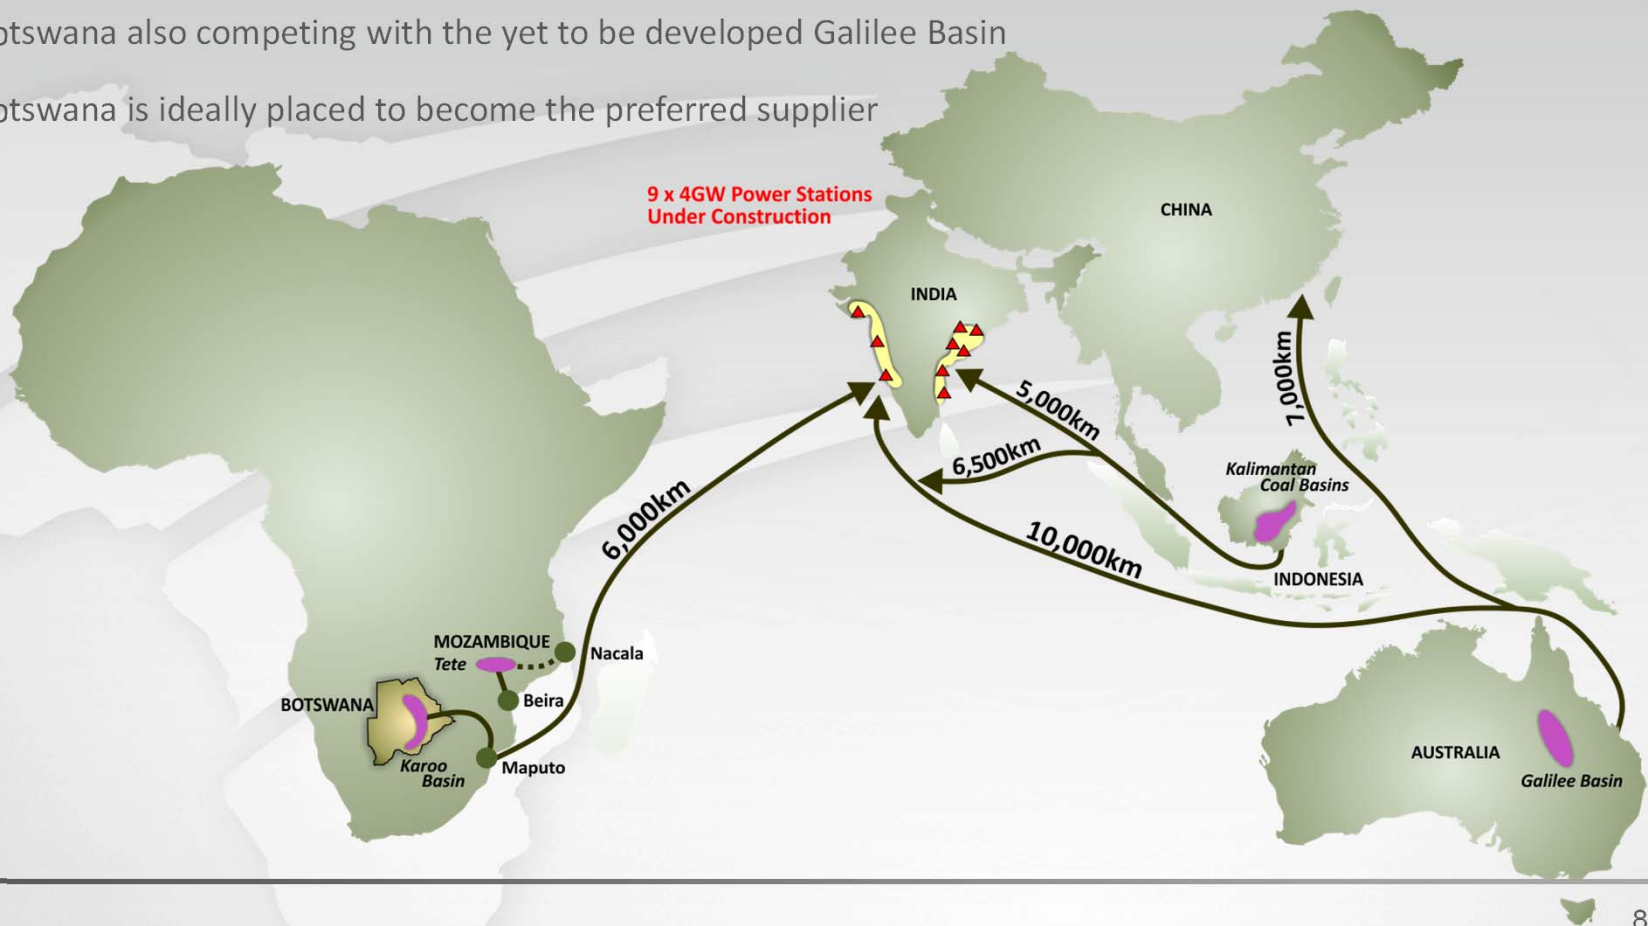 otswana also competing with the yet to be developed Galilee Basin
otswana is ideally placed to become the preferred supplier
9 x 4GW Power Stations
Under Construction
CHINA
INDIA
7,000km
5,000km
6,500km
Kalimantan
Coal Basins
6,000km
10,000km
INDONESIA
MOZAMBIQUE
Tete
Nacala
BOTSWANA
Beira
Karoo
Basin
Maputo
AUSTRALIA
Galilee Basin
8